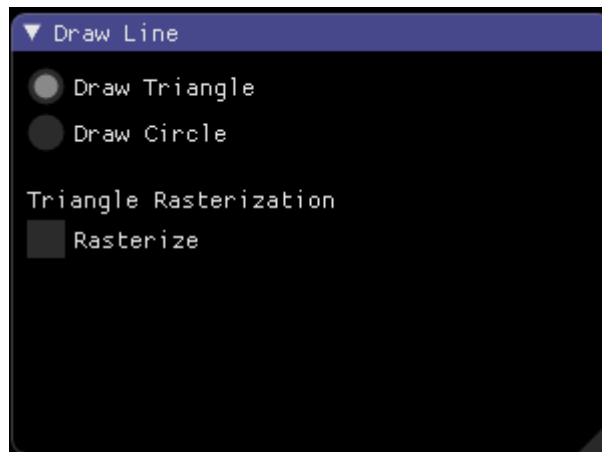 Draw Line
Draw Triangle
Draw Circle
Triangle Rasterization
Rasterize